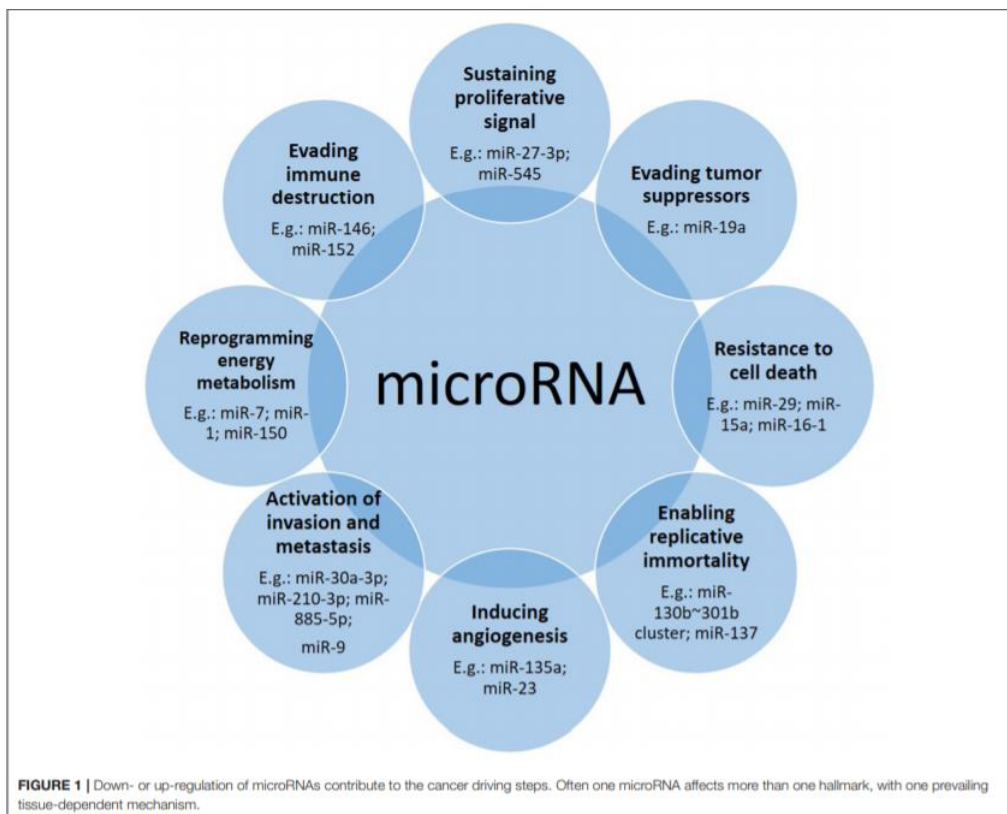 Sustaining
proliferative
signal
E.g.: miR-27-3p;
miR-545
Evading tumor
suppressors
E.g.: miR-19a
Resistance to
cell death
E.g.: miR-29; miR-
15a; miR-16-1
Enabling
replicative
immortality
E.g.: miR-
130b~301b
cluster; miR-137
Inducing
angiogenesis
E.g.: miR-135a;
miR-23
Activation of
invasion and
metastasis
E.g.: miR-30a-3p;
miR-210-3p; miR-
885-5p;
miR-9
Reprogramming
energy
metabolism
E.g.: miR-7; miR-
1; miR-150
Evading
immune
destruction
E.g.: miR-146;
miR-152
microRNA
FIGURE 1 | Down- or up-regulation of microRNAs contribute to the cancer driving steps. Often one microRNA affects more than one hallmark, with one prevailing
tissue-dependent mechanism.